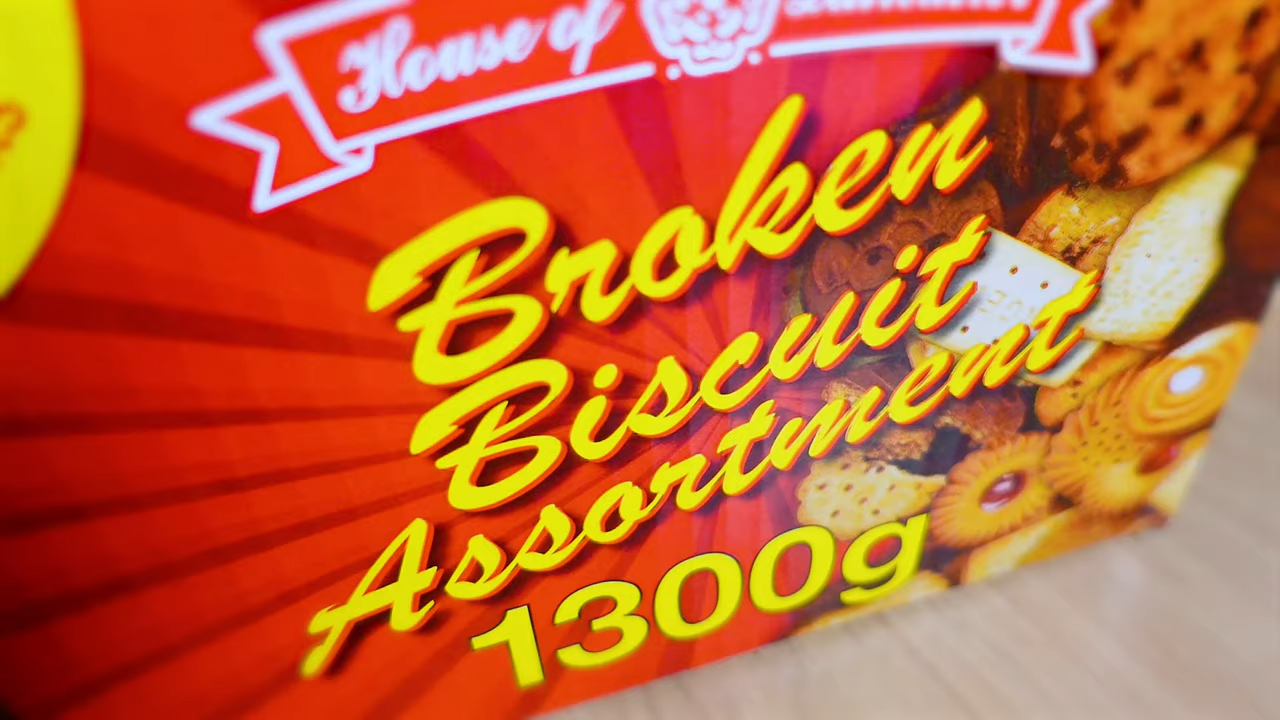 House of
Broken
Biscuit
Assortment
1300g